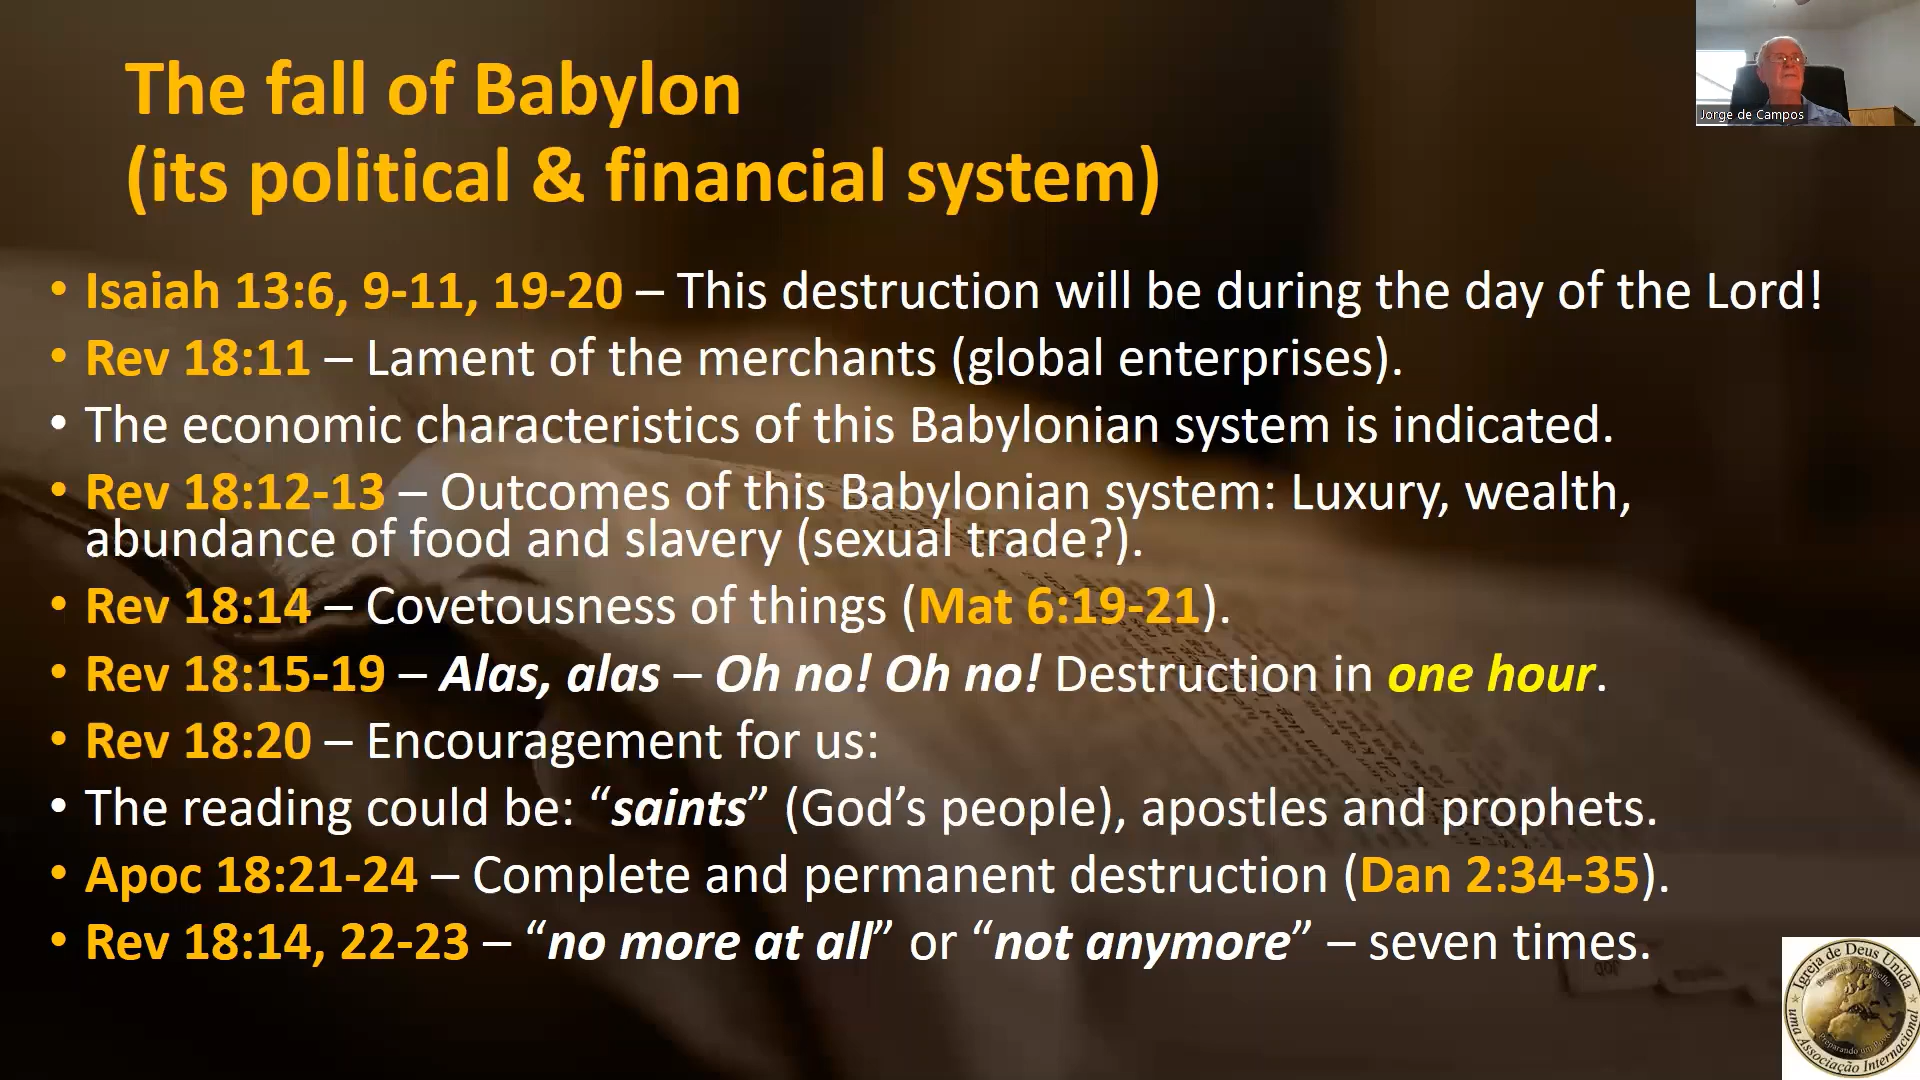 The fall of Babylon
(its political & financial system)
Jorge de Campos
• Isaiah 13:6, 9-11, 19-20 – This destruction will be during the day of the Lord!
• Rev 18:11 – Lament of the merchants (global enterprises).
• The economic characteristics of this Babylonian system is indicated.
• Rev 18:12-13 – Outcomes of this Babylonian system: Luxury, wealth,
abundance of food and slavery (sexual trade?).
• Rev 18:14 – Covetousness of things (Mat 6:19-21).
• Rev 18:15-19 – Alas, alas – Oh no! Oh no! Destruction in one hour.
• Rev 18:20 – Encouragement for us:
• The reading could be: “saints” (God’s people), apostles and prophets.
• Apoc 18:21-24 – Complete and permanent destruction (Dan 2:34-35).
• Rev 18:14, 22-23 – “no more at all” or “not anymore” – seven times.
Igreja de Deus Unida
uma Associação Internacional